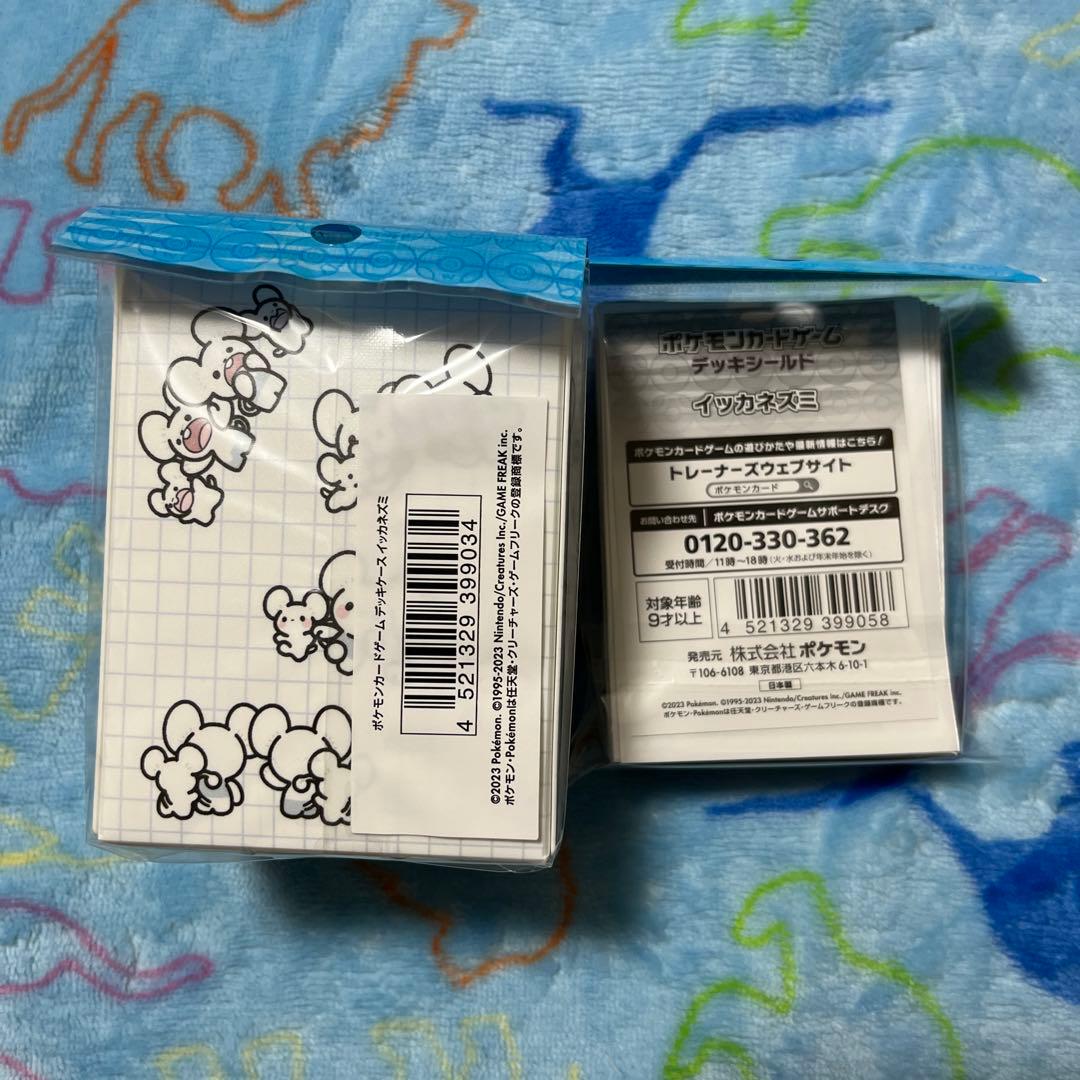 ポケモンカードゲーム デッキケース イッカネズミ
4 521329 399034
©2023 Pokémon. ©1995-2023 Nintendo/Creatures Inc./GAME FREAK inc.
ポケモン・Pokémonは任天堂・クリーチャーズ・ゲームフリークの登録商標です。
ポケモンカードゲーム
デッキシールド
イッカネズミ
ポケモンカードゲームの遊びかたや最新情報はこちら!
トレーナーズウェブサイト
ポケモンカード
お問い合わせ先 ポケモンカードゲームサポートデスク
0120-330-362
受付時間/11時~18時(火・水および年末年始を除く)
対象年齢
9才以上
4 521329 399058
発売元 株式会社 ポケモン
〒106-6108 東京都港区六本木6-10-1
日本製
©2023 Pokémon. ©1995-2023 Nintendo/Creatures Inc./GAME FREAK inc.
ポケモン・Pokémonは任天堂・クリーチャーズ・ゲームフリークの登録商標です。